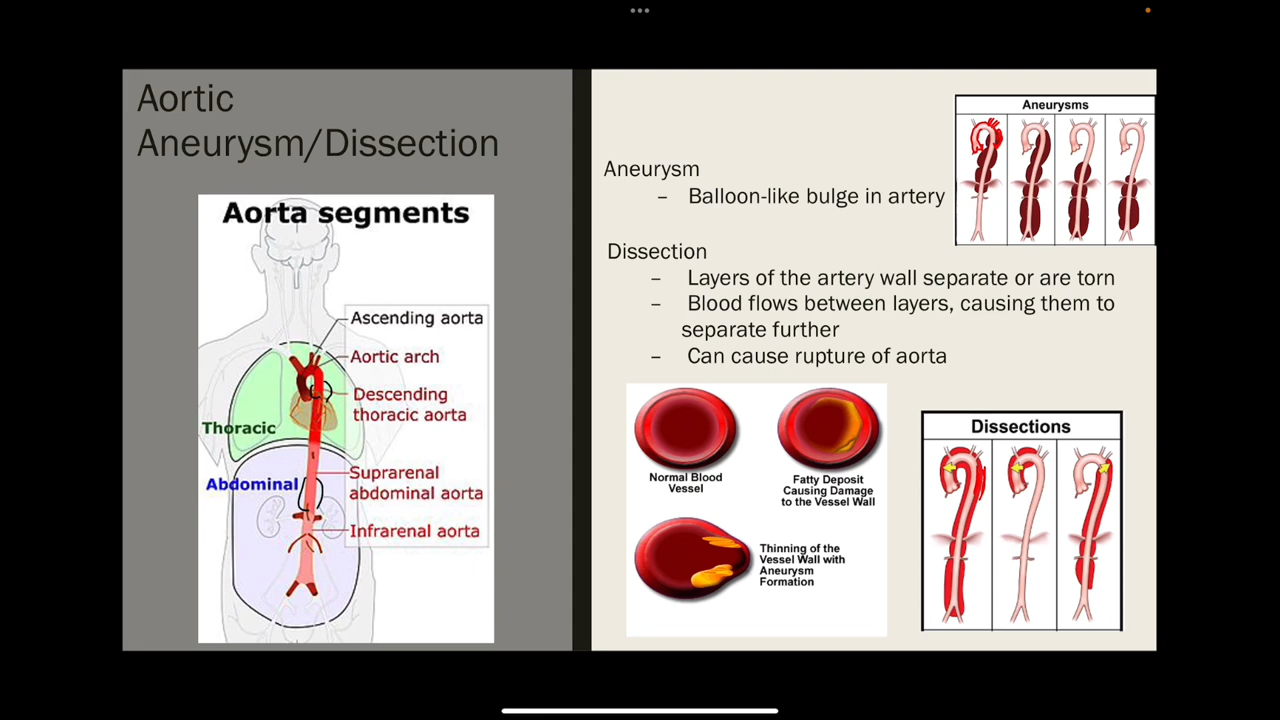 Aortic
Aneurysm/Dissection
Aorta segments
Ascending aorta
Aortic arch
Descending
thoracic aorta
Thoracic
Suprarenal
abdominal aorta
Abdominal
Infrarenal aorta
Aneurysm
– Balloon-like bulge in artery
Dissection
– Layers of the artery wall separate or are torn
– Blood flows between layers, causing them to
separate further
– Can cause rupture of aorta
Aneurysms
Normal Blood
Vessel
Fatty Deposit
Causing Damage
to the Vessel Wall
Thinning of the
Vessel Wall with
Aneurysm
Formation
Dissections